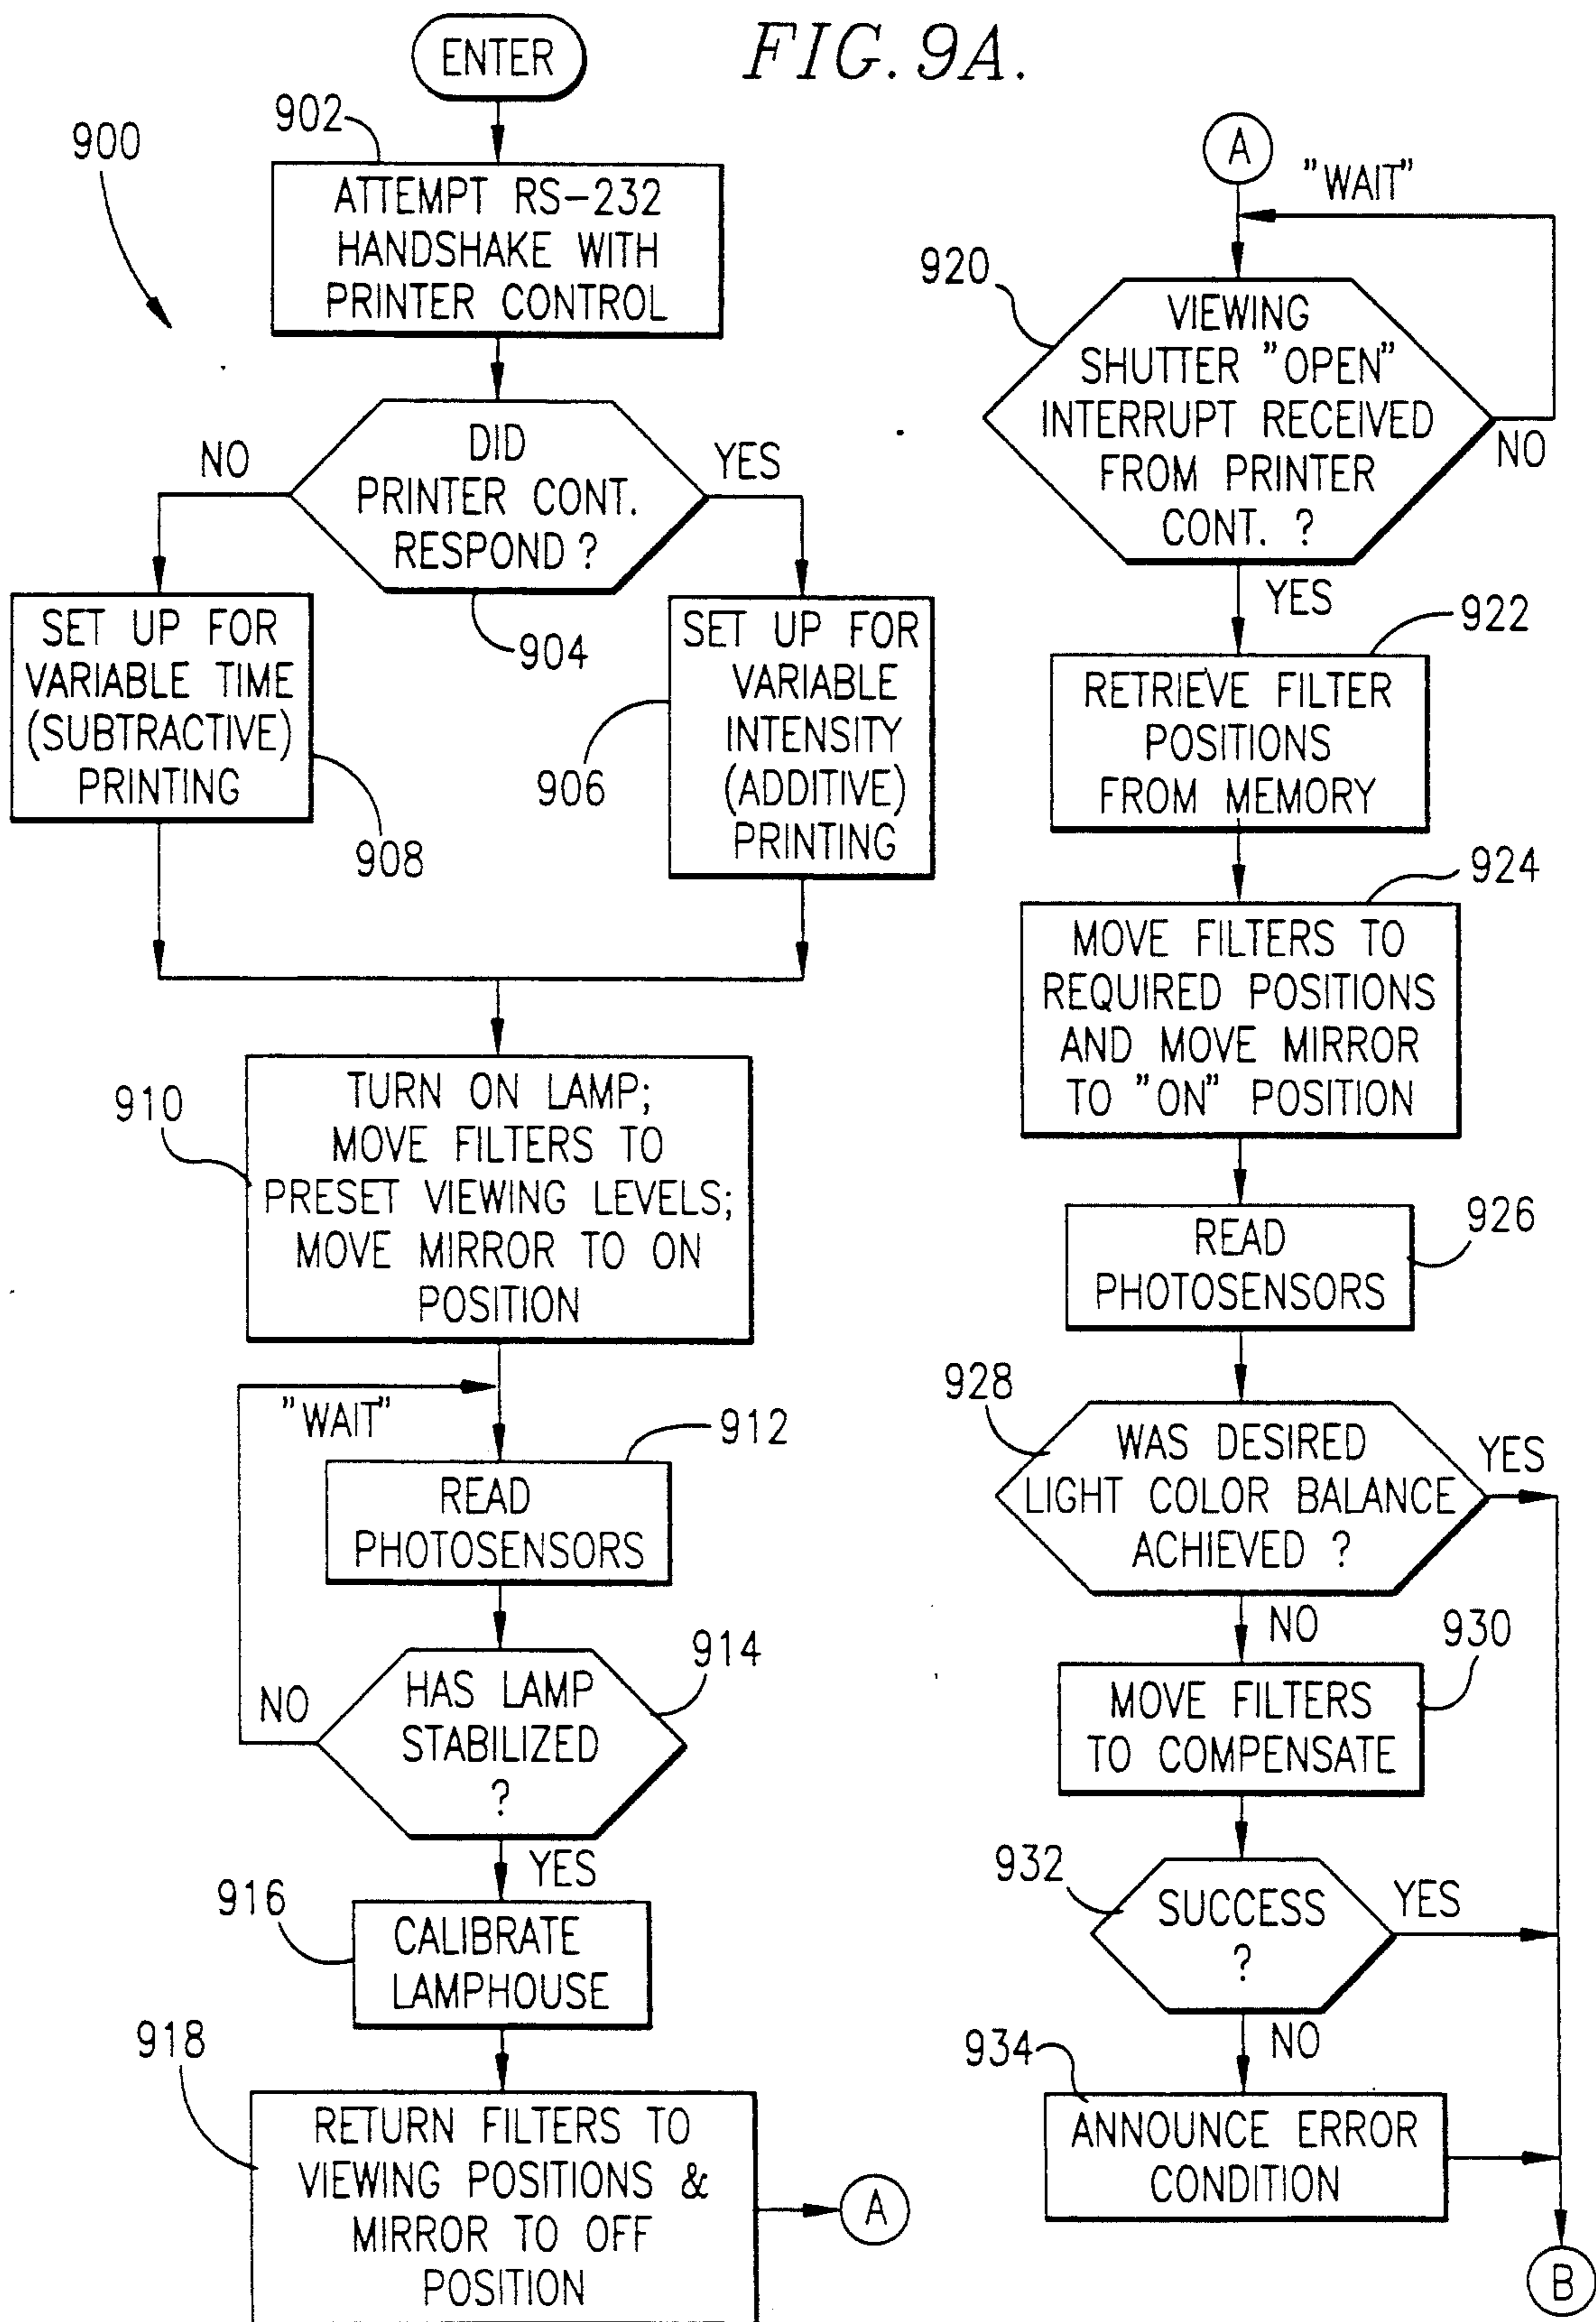 FIG. 9A.
ENTER
900
902
ATTEMPT RS-232
HANDSHAKE WITH
PRINTER CONTROL
DID
PRINTER CONT.
RESPOND ?
NO
YES
904
SET UP FOR
VARIABLE TIME
(SUBTRACTIVE)
PRINTING
908
SET UP FOR
VARIABLE
INTENSITY
(ADDITIVE)
PRINTING
906
910
TURN ON LAMP;
MOVE FILTERS TO
PRESET VIEWING LEVELS;
MOVE MIRROR TO ON
POSITION
"WAIT"
912
READ
PHOTOSENSORS
914
HAS LAMP
STABILIZED
?
NO
YES
916
CALIBRATE
LAMPHOUSE
918
RETURN FILTERS TO
VIEWING POSITIONS &
MIRROR TO OFF
POSITION
A
A
"WAIT"
920
VIEWING
SHUTTER "OPEN"
INTERRUPT RECEIVED
FROM PRINTER
CONT. ?
NO
YES
922
RETRIEVE FILTER
POSITIONS
FROM MEMORY
924
MOVE FILTERS TO
REQUIRED POSITIONS
AND MOVE MIRROR
TO "ON" POSITION
926
READ
PHOTOSENSORS
928
WAS DESIRED
LIGHT COLOR BALANCE
ACHIEVED ?
YES
NO
930
MOVE FILTERS
TO COMPENSATE
932
SUCCESS
?
YES
NO
934
ANNOUNCE ERROR
CONDITION
B